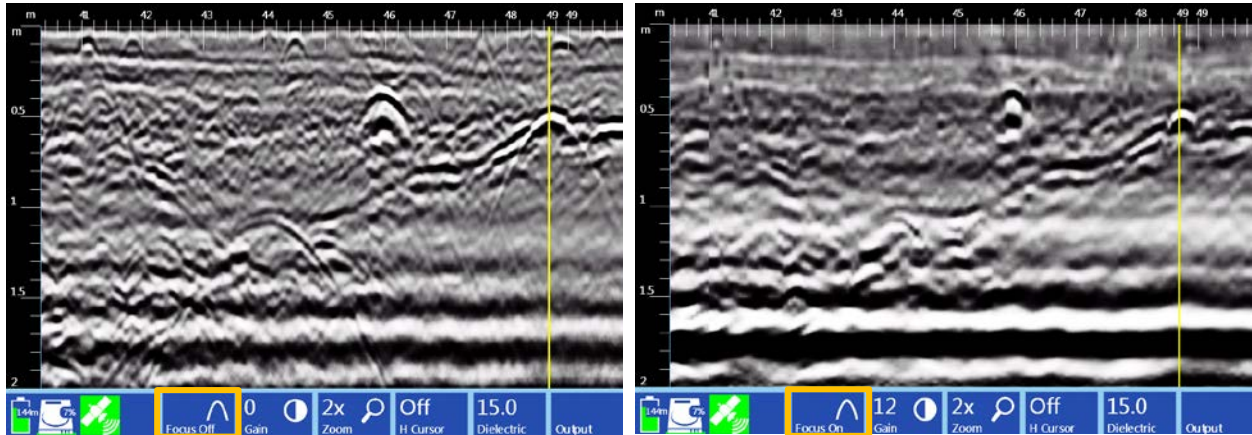 m 41 42 43 44 45 46 47 48 49 49
m
0.5
1
1.5
2
144m 7% Focus Off 0 Gain 2x Zoom Off H Cursor 15.0 Dielectric Output
m 41 42 43 44 45 46 47 48 49 49
m
0.5
1
1.5
2
144m 7% Focus On 12 Gain 2x Zoom Off H Cursor 15.0 Dielectric Output